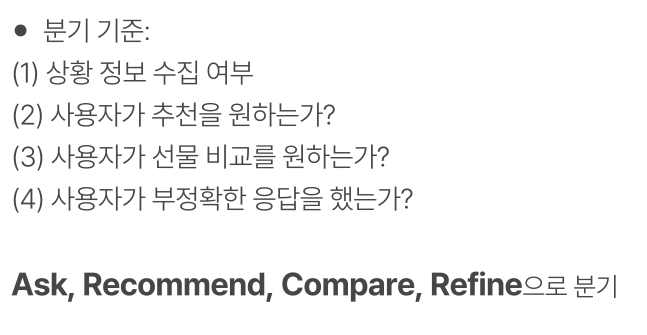 ● 분기 기준:
(1) 상황 정보 수집 여부
(2) 사용자가 추천을 원하는가?
(3) 사용자가 선물 비교를 원하는가?
(4) 사용자가 부정확한 응답을 했는가?
Ask, Recommend, Compare, Refine으로 분기